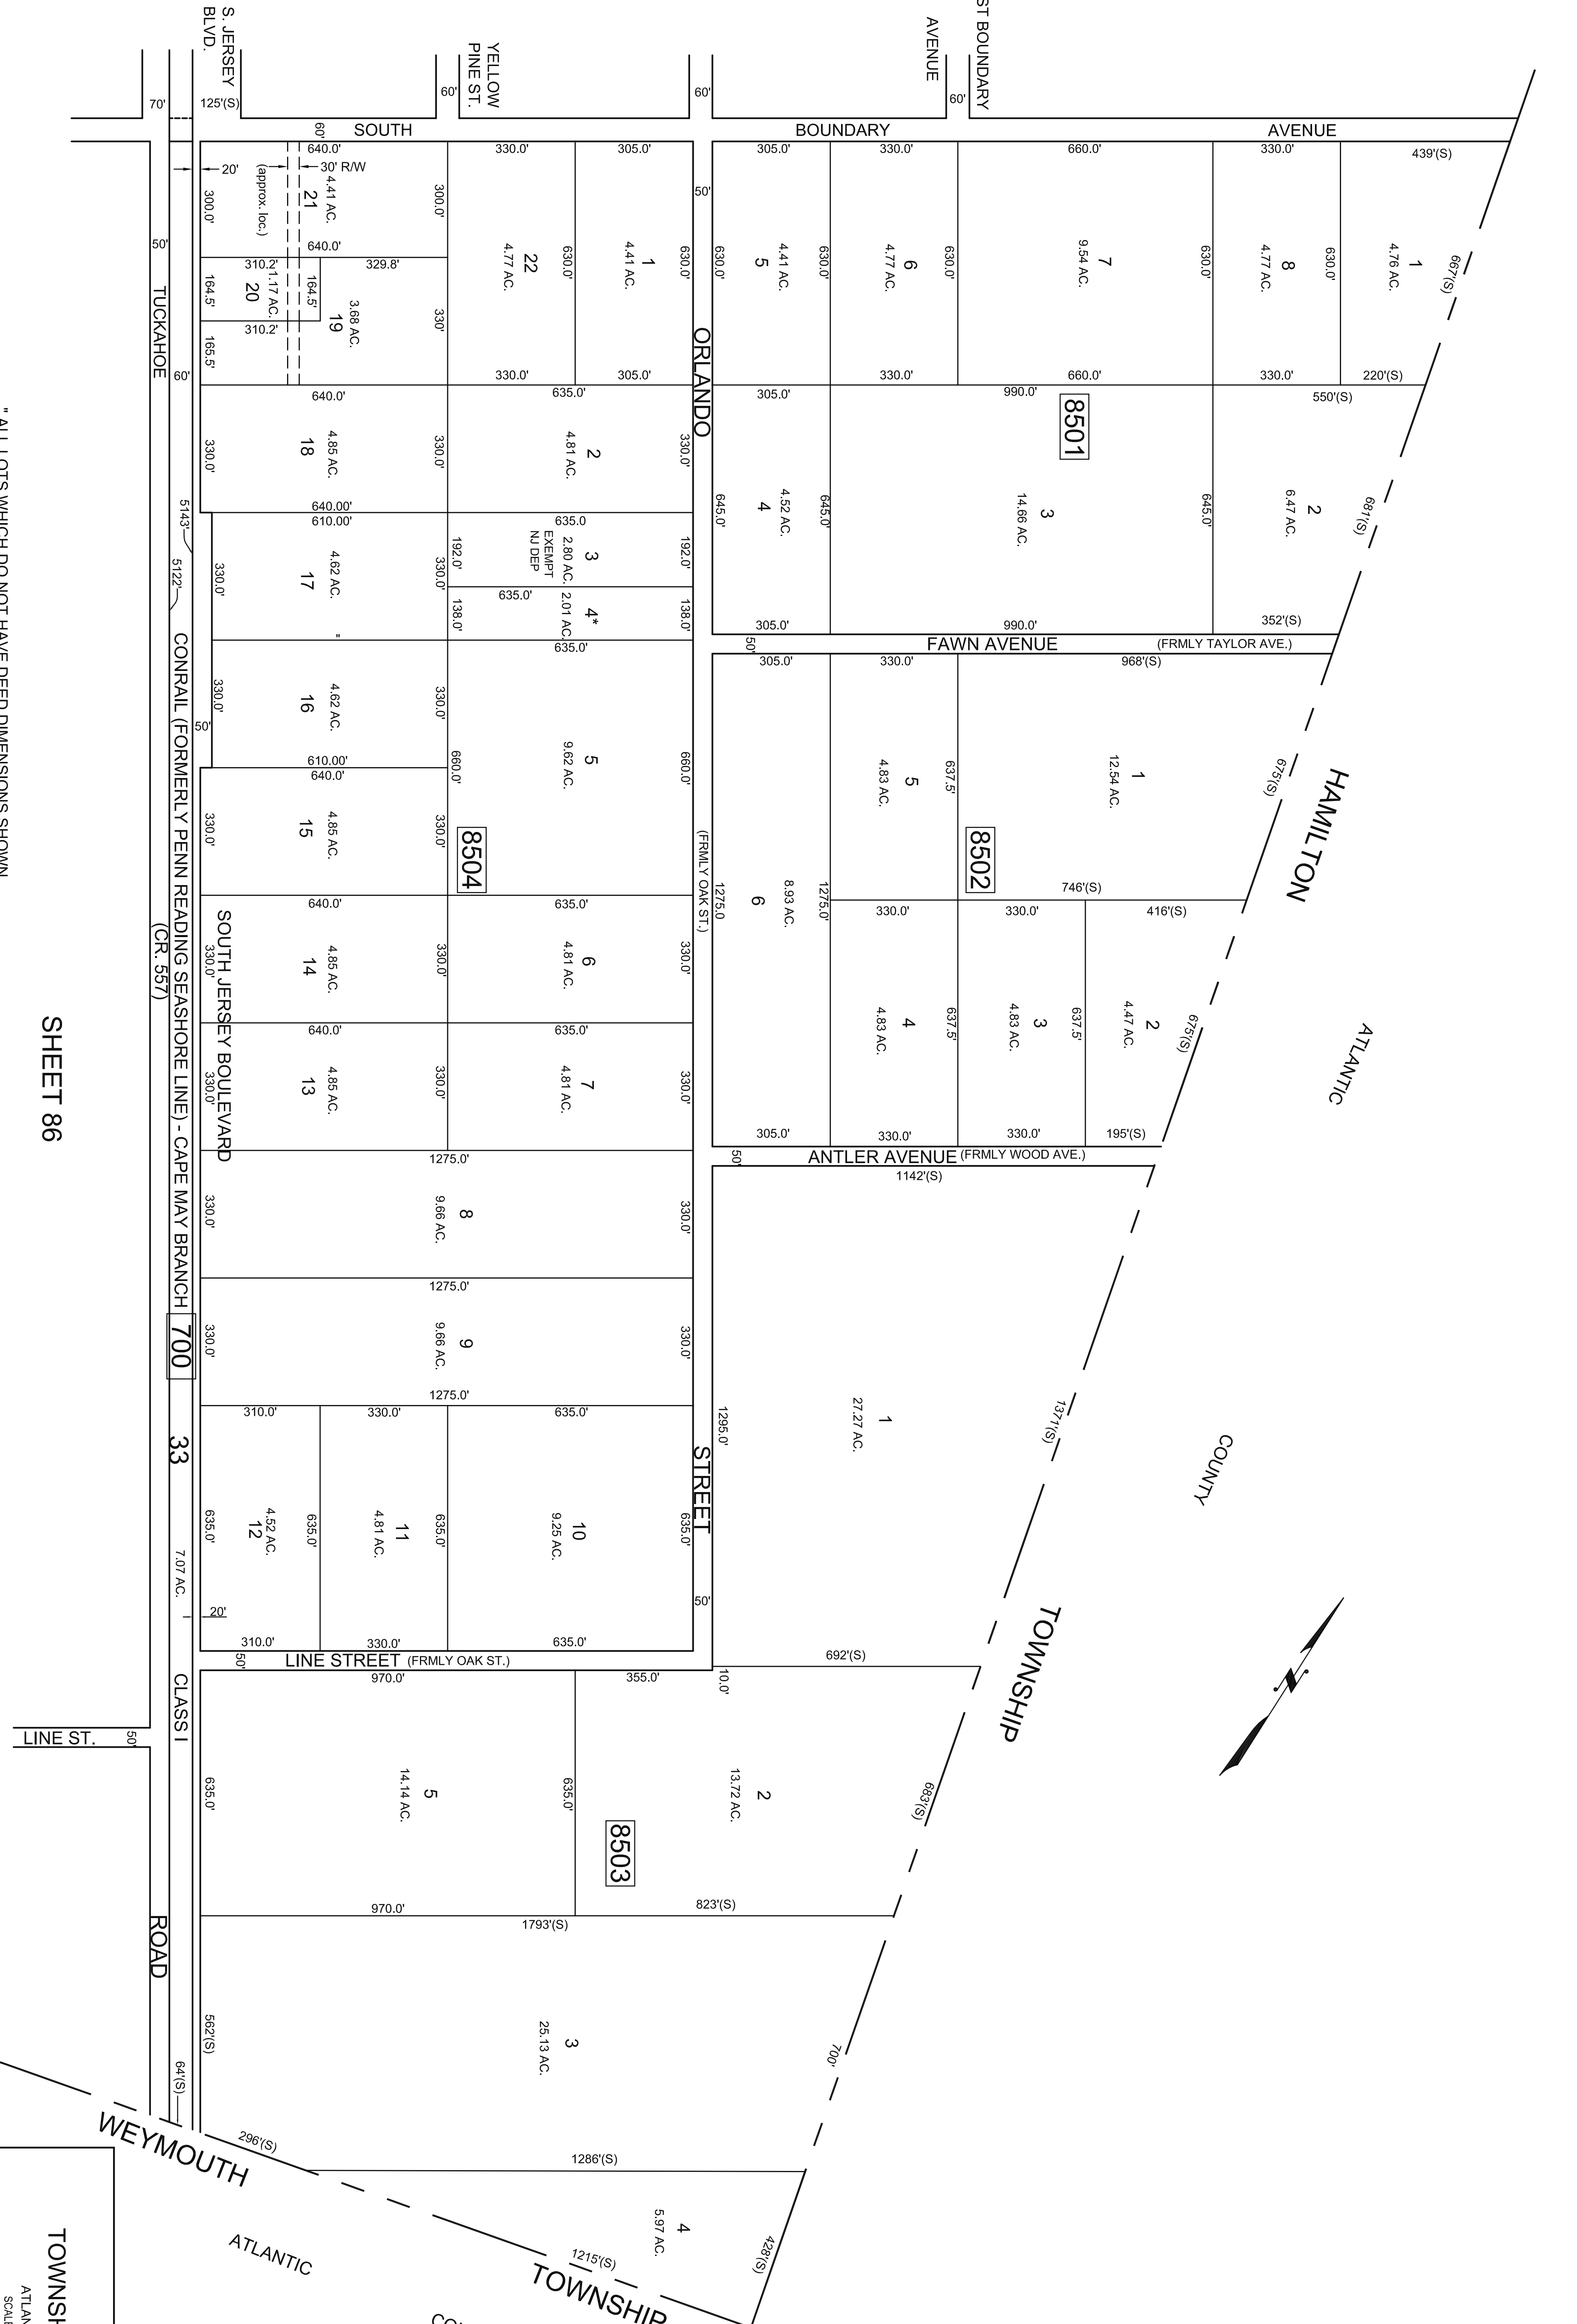 ST BOUNDARY
AVENUE
YELLOW
PINE ST.
S. JERSEY
BLVD.
70'
125'(S)
60'
60'
60'
60'
SOUTH
BOUNDARY
AVENUE
640.0'
330.0'
305.0'
305.0'
330.0'
660.0'
330.0'
439'(S)
20'
30' R/W
(approx. loc.)
300.0'
21
4.41 AC.
300.0'
640.0'
22
4.77 AC.
630.0'
1
4.41 AC.
630.0'
50'
630.0'
5
4.41 AC.
630.0'
6
4.77 AC.
630.0'
7
9.54 AC.
630.0'
8
4.77 AC.
630.0'
1
4.76 AC.
667'(S)
50'
TUCKAHOE
60'
310.2'
329.8'
164.5'
20
1.17 AC.
164.5'
310.2'
165.5'
19
3.68 AC.
330'
330.0'
305.0'
330.0'
660.0'
330.0'
220'(S)
ORLANDO
640.0'
635.0'
305.0'
990.0'
550'(S)
8501
330.0'
18
4.85 AC.
330.0'
2
4.81 AC.
330.0'
645.0'
4
4.52 AC.
645.0'
3
14.66 AC.
645.0'
2
6.47 AC.
681'(S)
640.00'
610.00'
635.0
5143'
5122'
330.0'
17
4.62 AC.
"
330.0'
192.0'
3
2.80 AC.
EXEMPT
NJ DEP
192.0'
635.0'
138.0'
4*
2.01 AC.
138.0'
305.0'
990.0'
352'(S)
50'
FAWN AVENUE
(FRMLY TAYLOR AVE.)
635.0'
305.0'
330.0'
968'(S)
330.0'
50'
16
4.62 AC.
330.0'
610.00'
640.0'
660.0'
5
9.62 AC.
660.0'
5
4.83 AC.
637.5'
1
12.54 AC.
675'(S)
HAMILTON
330.0'
15
4.85 AC.
330.0'
8504
(FRMLY OAK ST.)
8502
746'(S)
1275.0
6
8.93 AC.
1275.0'
330.0'
330.0'
416'(S)
640.0'
635.0'
330.0'
14
4.85 AC.
330.0'
6
4.81 AC.
330.0'
4
4.83 AC.
637.5'
3
4.83 AC.
637.5'
2
4.47 AC.
675'(S)
ATLANTIC
640.0'
635.0'
330.0'
13
4.85 AC.
330.0'
7
4.81 AC.
330.0'
305.0'
330.0'
330.0'
195'(S)
50'
ANTLER AVENUE
(FRMLY WOOD AVE.)
1142'(S)
SOUTH JERSEY BOULEVARD
CONRAIL (FORMERLY PENN READING SEASHORE LINE) - CAPE MAY BRANCH
(CR. 557)
SHEET 86
" ALL LOTS WHICH DO NOT HAVE DEED DIMENSIONS SHOWN
1275.0'
330.0'
8
9.66 AC.
330.0'
1275.0'
330.0'
9
9.66 AC.
330.0'
1275.0'
700
33
7.07 AC.
CLASS I
1295.0'
1
27.27 AC.
1371'(S)
COUNTY
310.0'
330.0'
635.0'
STREET
635.0'
12
4.52 AC.
635.0'
11
4.81 AC.
635.0'
10
9.25 AC.
635.0'
50'
20'
310.0'
330.0'
635.0'
692'(S)
TOWNSHIP
50'
LINE STREET
(FRMLY OAK ST.)
970.0'
355.0'
10.0'
LINE ST.
50'
635.0'
5
14.14 AC.
635.0'
2
13.72 AC.
683'(S)
8503
823'(S)
970.0'
1793'(S)
ROAD
562'(S)
3
25.13 AC.
700'
64'(S)
WEYMOUTH
296'(S)
1286'(S)
4
5.97 AC.
428'(S)
ATLANTIC
1215'(S)
TOWNSHIP